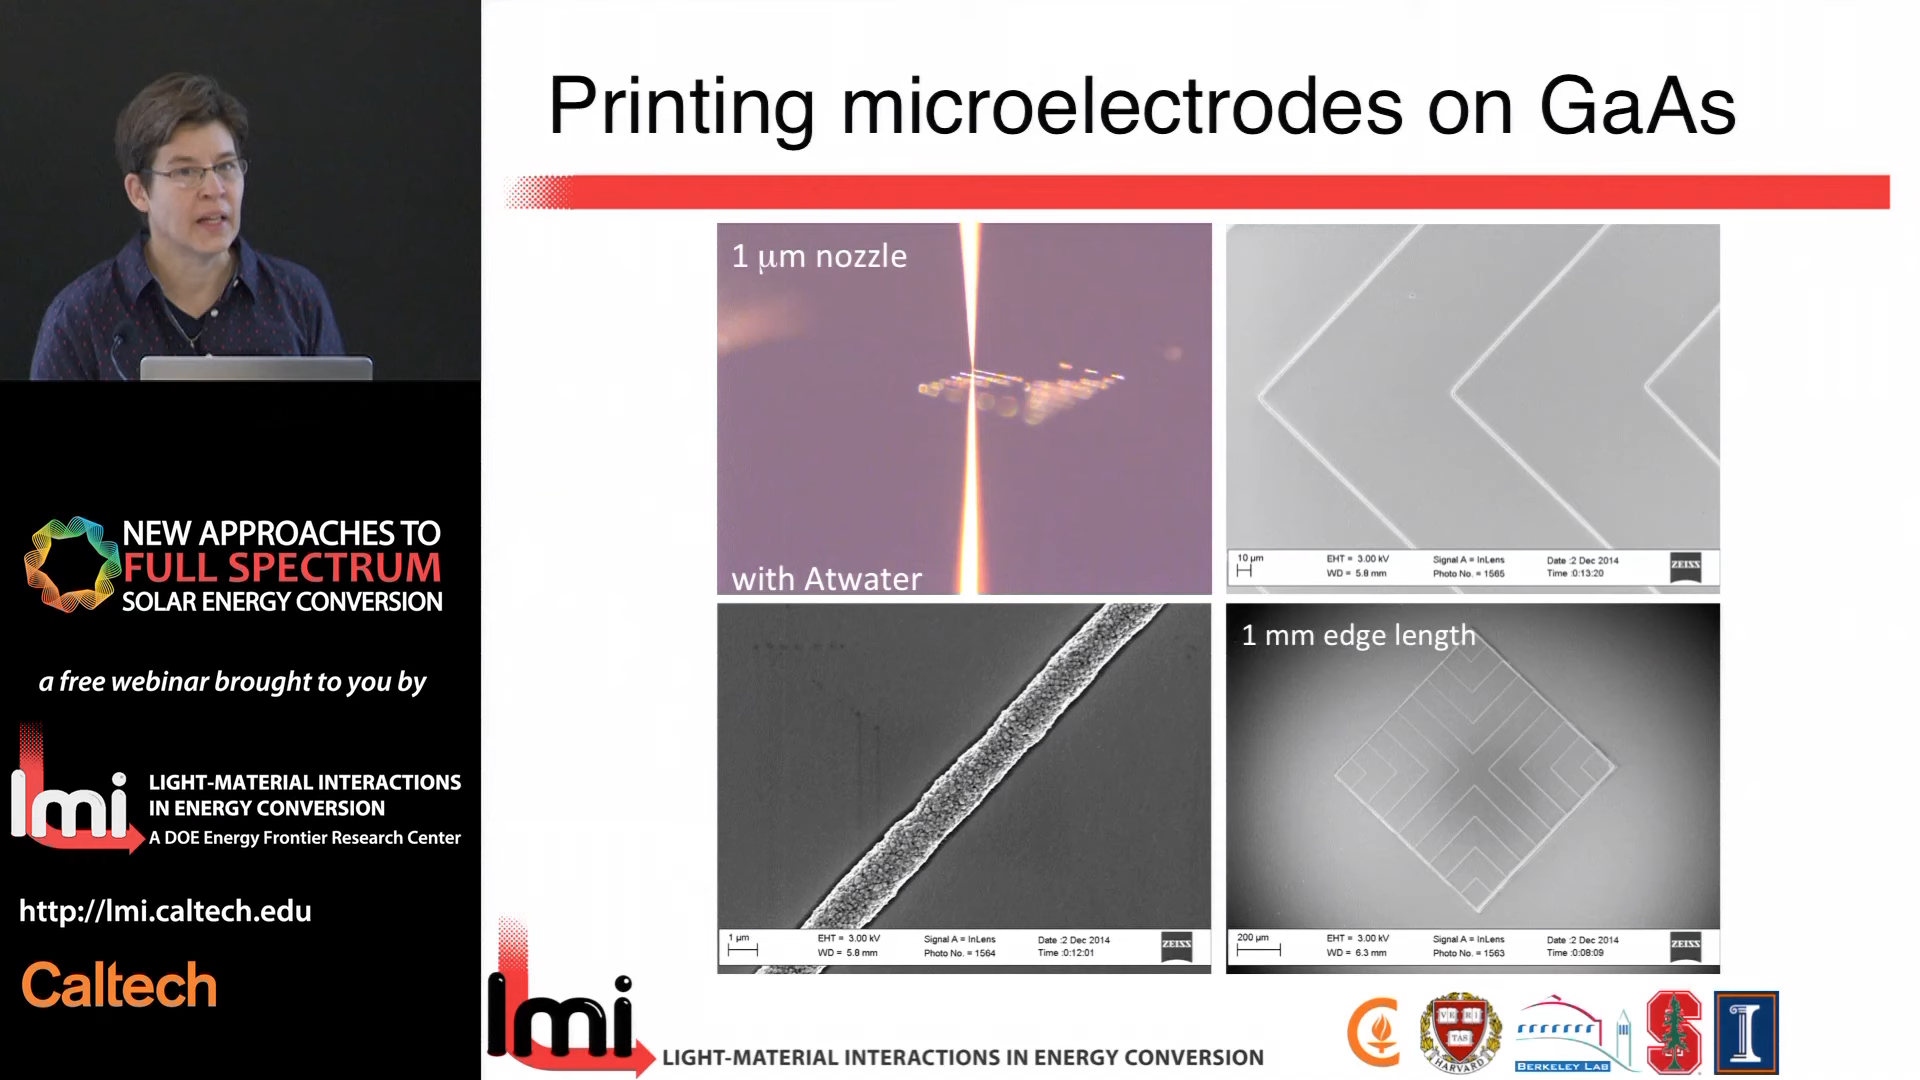 Printing microelectrodes on GaAs
1 μm nozzle
with Atwater
10 μm
EHT = 3.00 kV
WD = 5.8 mm
Signal A = InLens
Photo No. = 1565
Date :2 Dec 2014
Time :0:13:20
ZEISS
1 μm
EHT = 3.00 kV
WD = 5.8 mm
Signal A = InLens
Photo No. = 1564
Date :2 Dec 2014
Time :0:12:01
ZEISS
1 mm edge length
200 μm
EHT = 3.00 kV
WD = 6.3 mm
Signal A = InLens
Photo No. = 1563
Date :2 Dec 2014
Time :0:08:09
ZEISS
NEW APPROACHES TO
FULL SPECTRUM
SOLAR ENERGY CONVERSION
a free webinar brought to you by
lmi
LIGHT-MATERIAL INTERACTIONS
IN ENERGY CONVERSION
A DOE Energy Frontier Research Center
http://lmi.caltech.edu
Caltech
lmi
LIGHT-MATERIAL INTERACTIONS IN ENERGY CONVERSION
C
VE RI
TAS
HARVARD
BERKELEY LAB
S
I